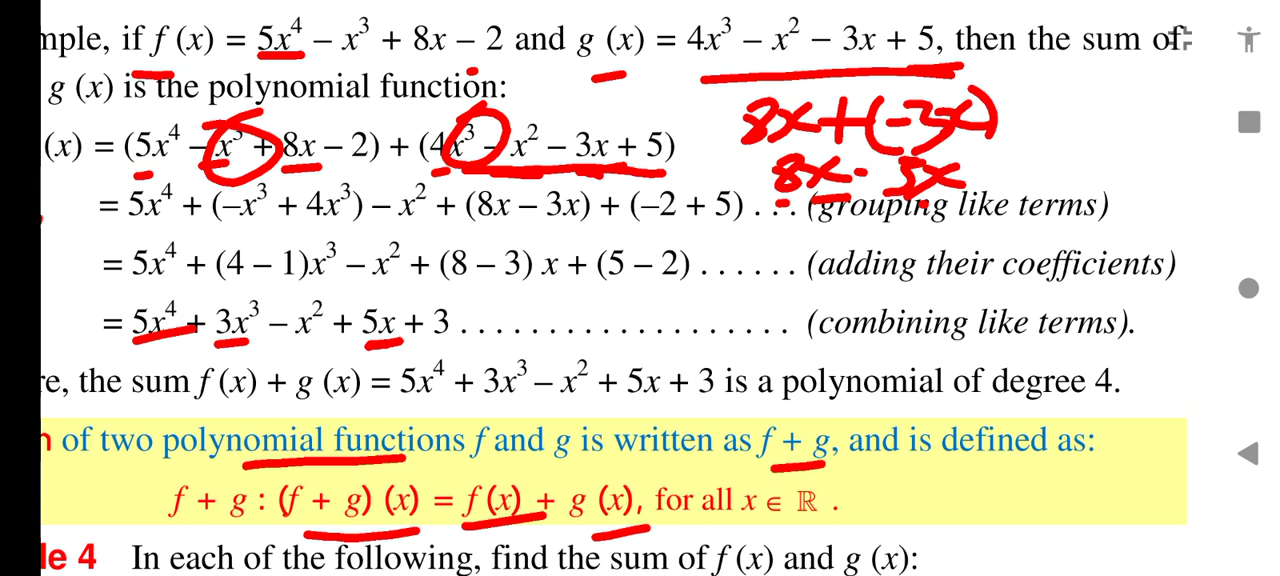 mple, if f (x) = 5x⁴ – x³ + 8x – 2 and g (x) = 4x³ – x² – 3x + 5, then the sum of
g (x) is the polynomial function:
8x + (-3x)
(x) = (5x⁴ – x³ + 8x – 2) + (4x³ – x² – 3x + 5)
8x - 3x
= 5x⁴ + (–x³ + 4x³) – x² + (8x – 3x) + (–2 + 5) . . . (grouping like terms)
= 5x⁴ + (4 – 1)x³ – x² + (8 – 3) x + (5 – 2) . . . . . . (adding their coefficients)
= 5x⁴ + 3x³ – x² + 5x + 3 . . . . . . . . . . . . . . . . . . . (combining like terms).
re, the sum f (x) + g (x) = 5x⁴ + 3x³ – x² + 5x + 3 is a polynomial of degree 4.
n of two polynomial functions f and g is written as f + g, and is defined as:
f + g : (f + g) (x) = f (x) + g (x), for all x ∈ ℝ .
le 4 In each of the following, find the sum of f (x) and g (x):